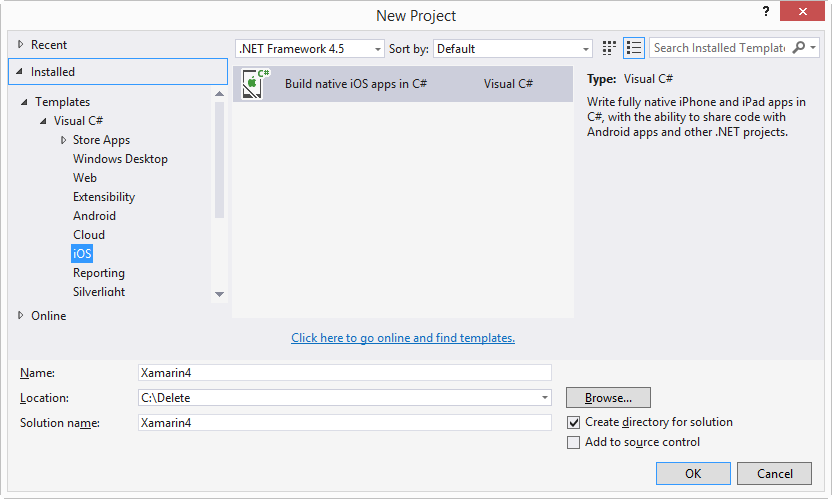 New Project
?
Recent
.NET Framework 4.5
Sort by:
Default
Search Installed Templat
Installed
Templates
Visual C#
Store Apps
Windows Desktop
Web
Extensibility
Android
Cloud
iOS
Reporting
Silverlight
Online
C#
Build native iOS apps in C#
Visual C#
Type: Visual C#
Write fully native iPhone and iPad apps in
C#, with the ability to share code with
Android apps and other .NET projects.
Click here to go online and find templates.
Name:
Xamarin4
Location:
C:\Delete
Browse...
Solution name:
Xamarin4
Create directory for solution
Add to source control
OK
Cancel